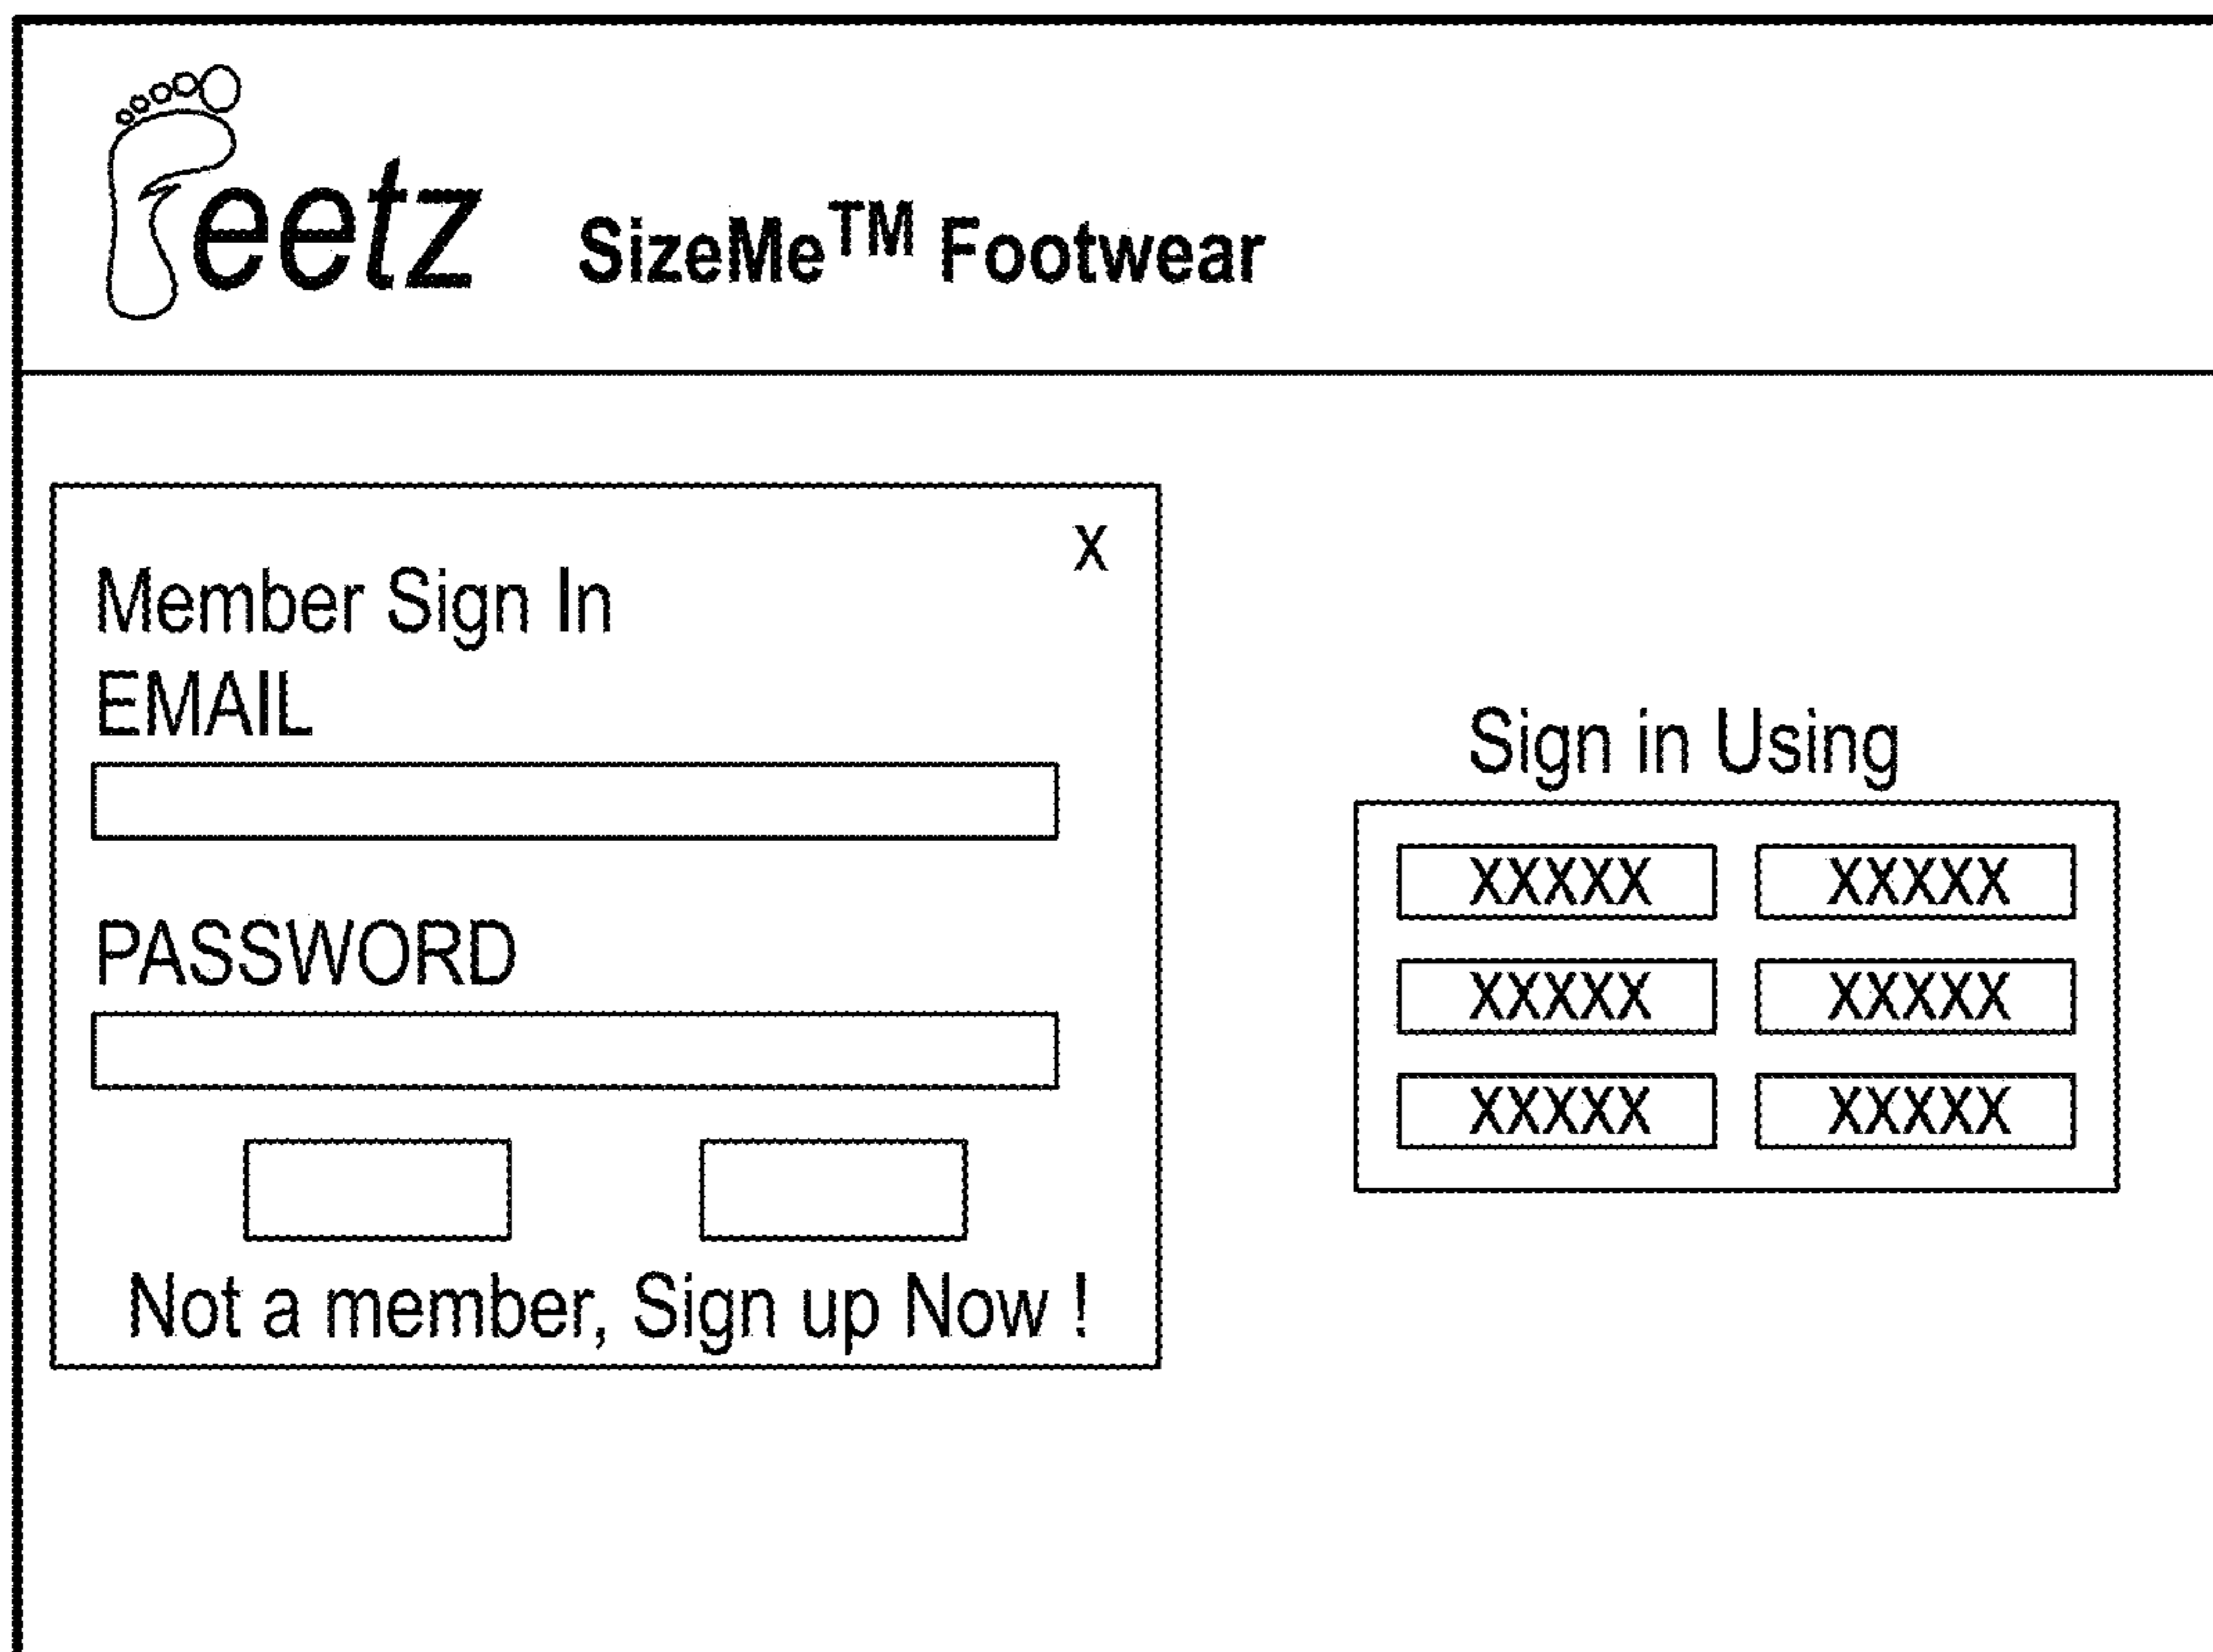 Feetz SizeMe™ Footwear
x
Member Sign In
EMAIL
PASSWORD
Not a member, Sign up Now !
Sign in Using
XXXXX XXXXX
XXXXX XXXXX
XXXXX XXXXX